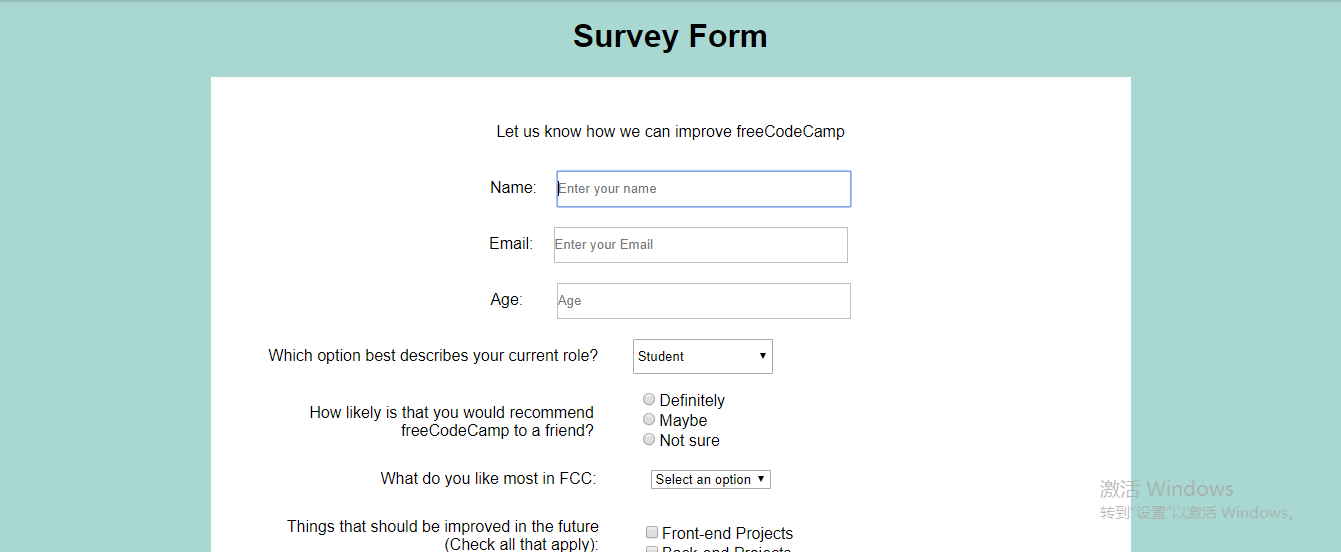 Survey Form
Let us know how we can improve freeCodeCamp
Name: Enter your name
Email: Enter your Email
Age: Age
Which option best describes your current role? Student
How likely is that you would recommend
freeCodeCamp to a friend?
Definitely
Maybe
Not sure
What do you like most in FCC: Select an option
Things that should be improved in the future
(Check all that apply):
Front-end Projects
Back-end Projects
激活 Windows
转到“设置”以激活 Windows。